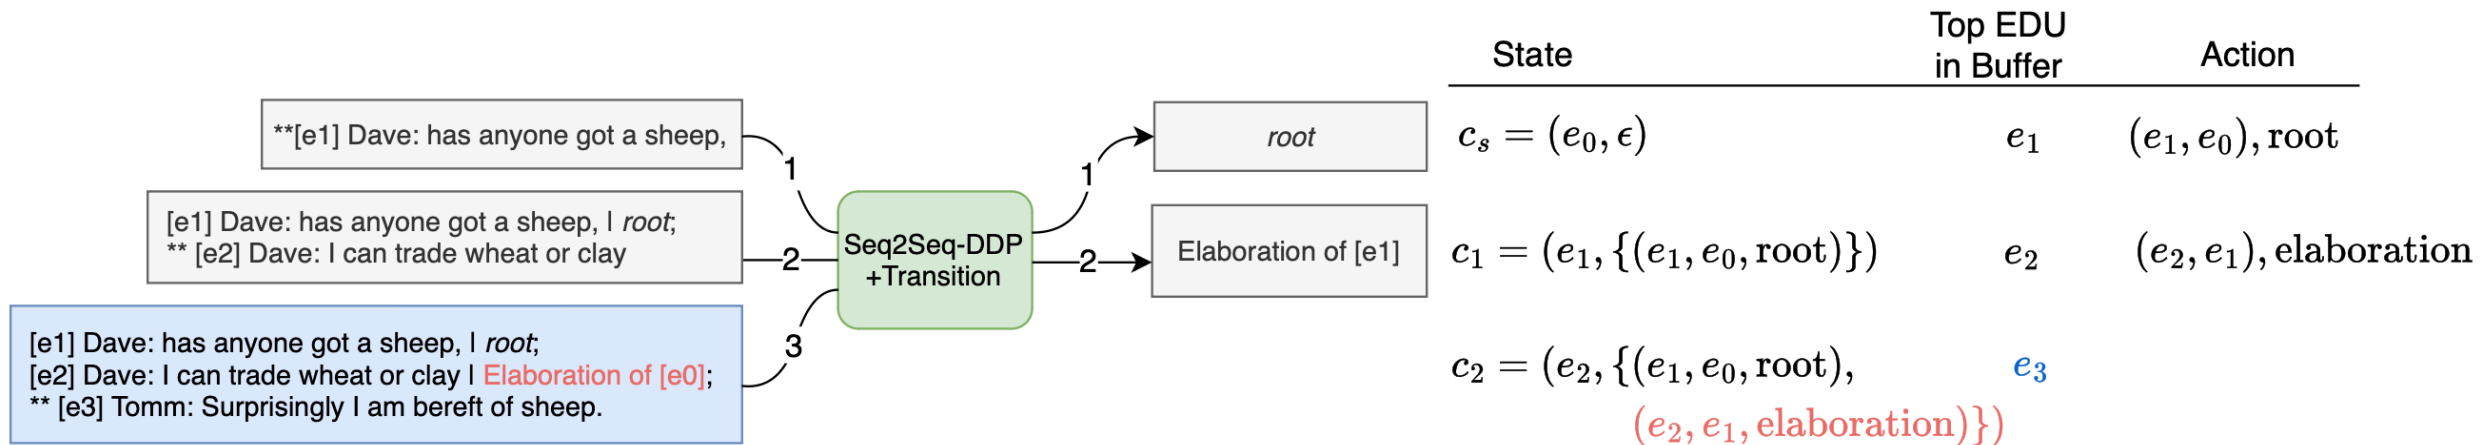 **[e1] Dave: has anyone got a sheep,
[e1] Dave: has anyone got a sheep, | root;
** [e2] Dave: I can trade wheat or clay
[e1] Dave: has anyone got a sheep, | root;
[e2] Dave: I can trade wheat or clay | Elaboration of [e0];
** [e3] Tomm: Surprisingly I am bereft of sheep.
1
2
3
Seq2Seq-DDP
+Transition
1
2
root
Elaboration of [e1]
State
Top EDU
in Buffer
Action
c_s = (e_0, ϵ) e_1 (e_1, e_0), root
c_1 = (e_1, {(e_1, e_0, root)}) e_2 (e_2, e_1), elaboration
c_2 = (e_2, {(e_1, e_0, root), e_3
(e_2, e_1, elaboration)})